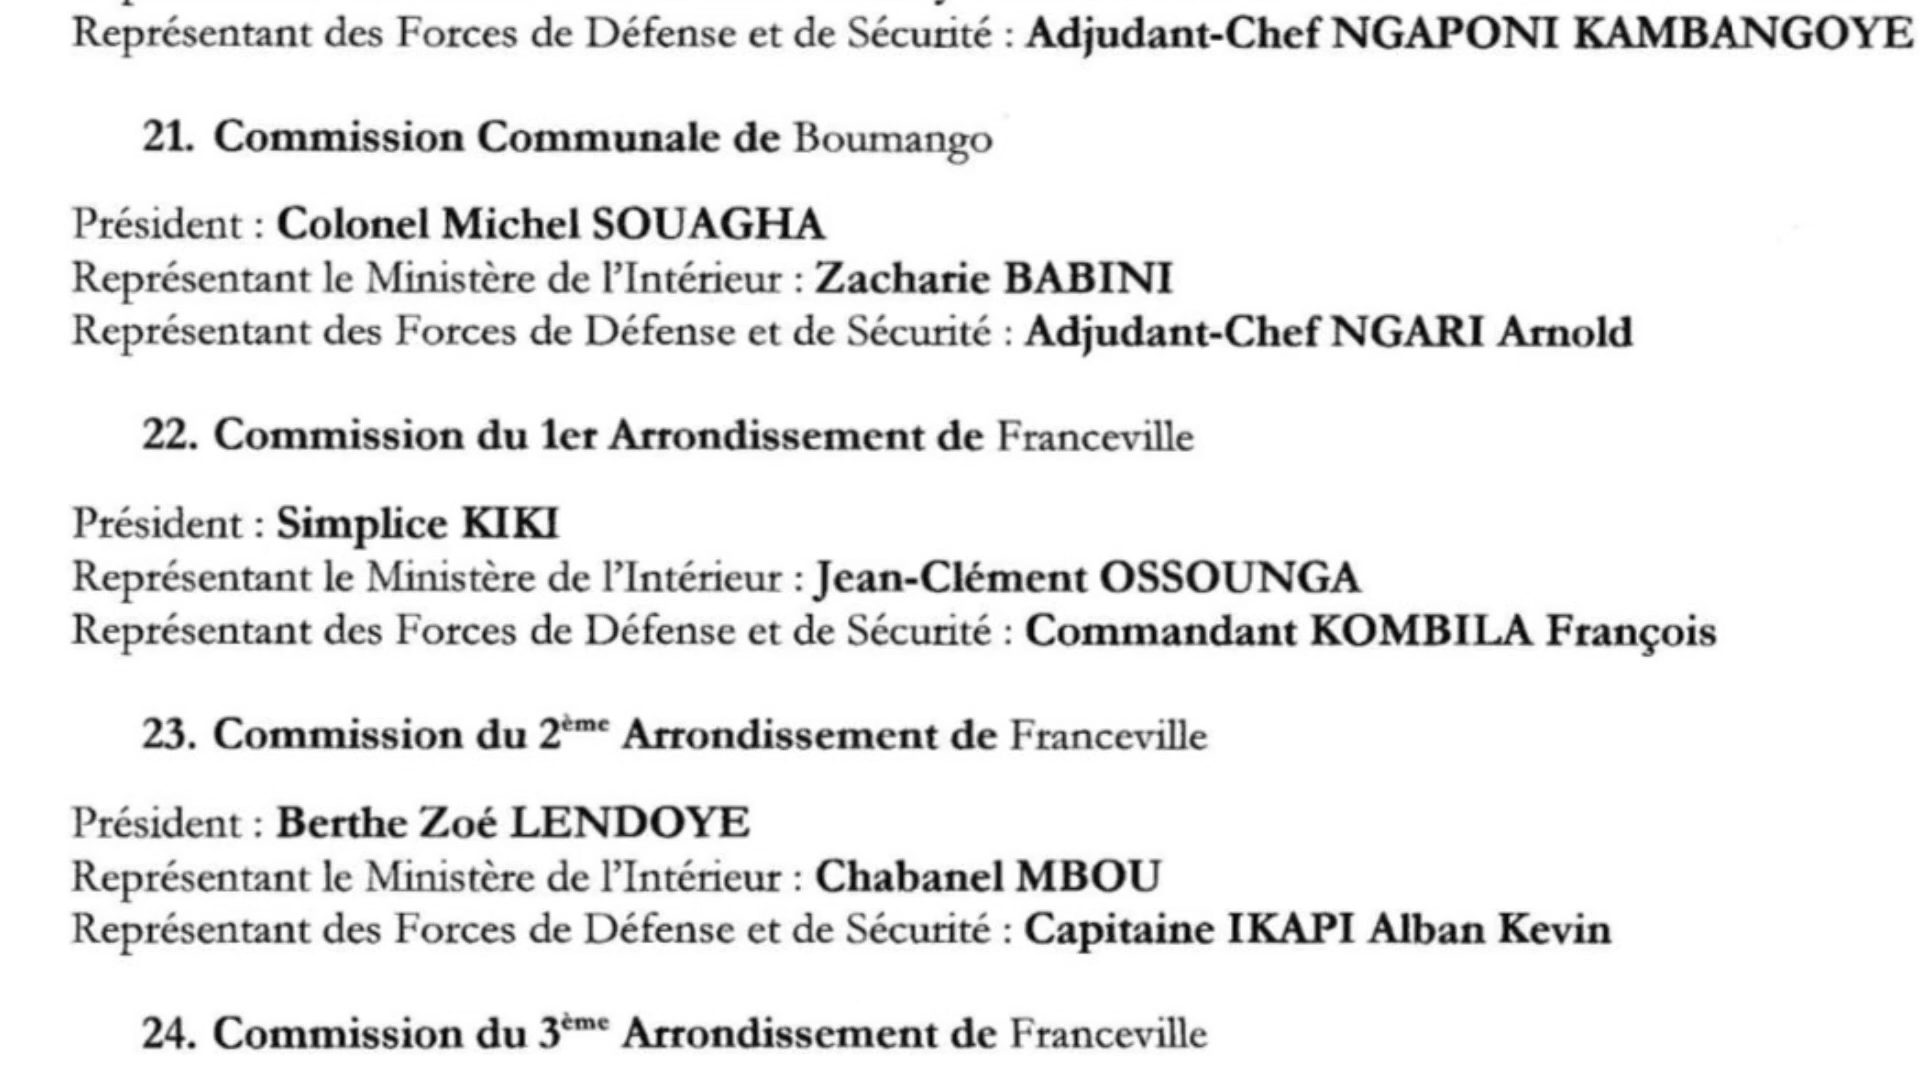 Représentant des Forces de Défense et de Sécurité : Adjudant-Chef NGAPONI KAMBANGOYE
21. Commission Communale de Boumango
Président : Colonel Michel SOUAGHA
Représentant le Ministère de l'Intérieur : Zacharie BABINI
Représentant des Forces de Défense et de Sécurité : Adjudant-Chef NGARI Arnold
22. Commission du 1er Arrondissement de Franceville
Président : Simplice KIKI
Représentant le Ministère de l'Intérieur : Jean-Clément OSSOUNGA
Représentant des Forces de Défense et de Sécurité : Commandant KOMBILA François
23. Commission du 2ème Arrondissement de Franceville
Président : Berthe Zoé LENDOYE
Représentant le Ministère de l'Intérieur : Chabanel MBOU
Représentant des Forces de Défense et de Sécurité : Capitaine IKAPI Alban Kevin
24. Commission du 3ème Arrondissement de Franceville